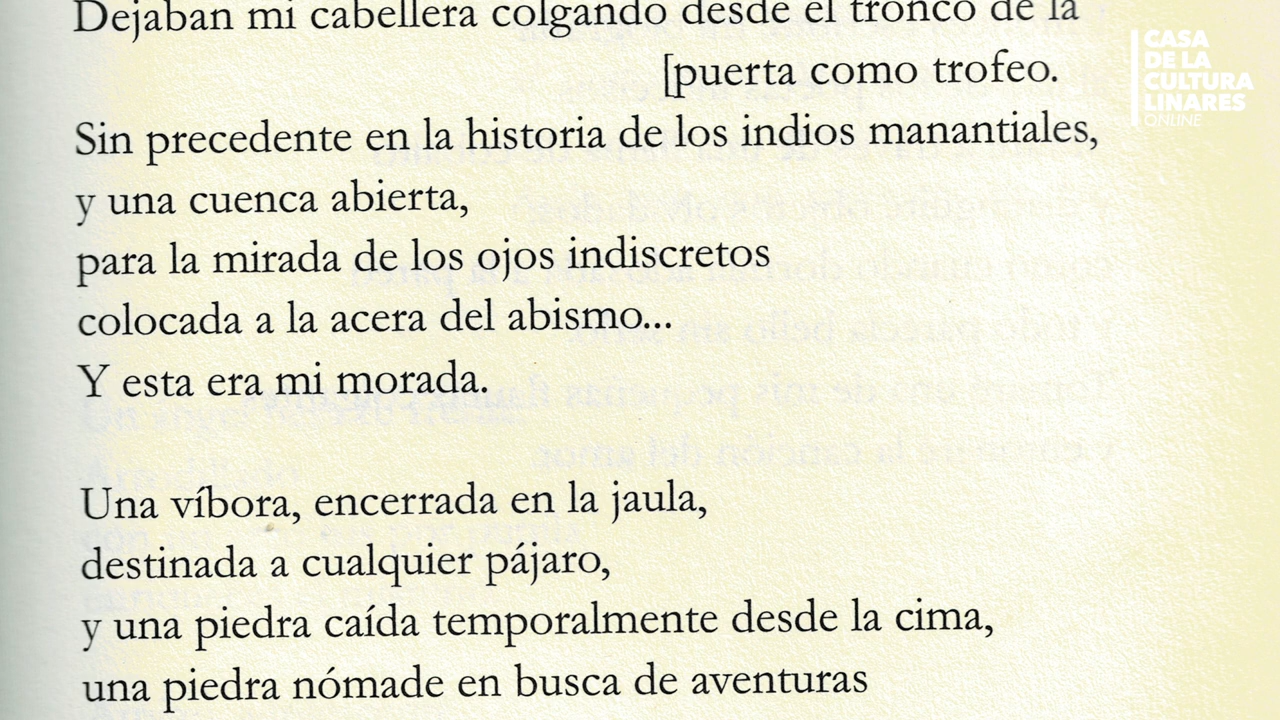 Dejaban mi cabellera colgando desde el tronco de la
[puerta como trofeo.
Sin precedente en la historia de los indios manantiales,
y una cuenca abierta,
para la mirada de los ojos indiscretos
colocada a la acera del abismo...
Y esta era mi morada.
Una víbora, encerrada en la jaula,
destinada a cualquier pájaro,
y una piedra caída temporalmente desde la cima,
una piedra nómade en busca de aventuras
CASA
DE LA
CULTURA
LINARES
ONLINE